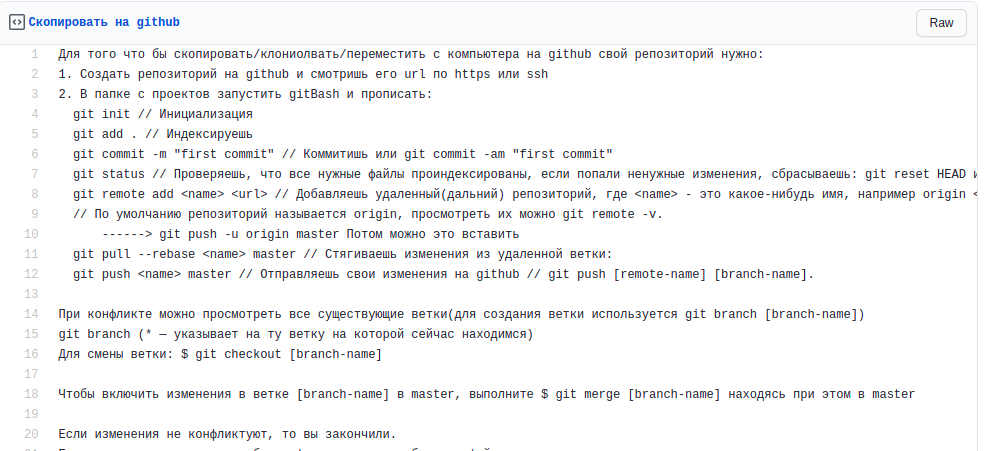 Скопировать на github
Raw
1 Для того что бы скопировать/клониолвать/переместить с компьютера на github свой репозиторий нужно:
2 1. Создать репозиторий на github и смотришь его url по https или ssh
3 2. В папке с проектов запустить gitBash и прописать:
4 git init // Инициализация
5 git add . // Индексируешь
6 git commit -m "first commit" // Коммитишь или git commit -am "first commit"
7 git status // Проверяешь, что все нужные файлы проиндексированы, если попали ненужные изменения, сбрасываешь: git reset HEAD
8 git remote add <name> <url> // Добавляешь удаленный(дальний) репозиторий, где <name> - это какое-нибудь имя, например origin <
9 // По умолчанию репозиторий называется origin, просмотреть их можно git remote -v.
10 ------> git push -u origin master Потом можно это вставить
11 git pull --rebase <name> master // Стягиваешь изменения из удаленной ветки:
12 git push <name> master // Отправляешь свои изменения на github // git push [remote-name] [branch-name].
13
14 При конфликте можно просмотреть все существующие ветки(для создания ветки используется git branch [branch-name])
15 git branch (* — указывает на ту ветку на которой сейчас находимся)
16 Для смены ветки: $ git checkout [branch-name]
17
18 Чтобы включить изменения в ветке [branch-name] в master, выполните $ git merge [branch-name] находясь при этом в master
19
20 Если изменения не конфликтуют, то вы закончили.